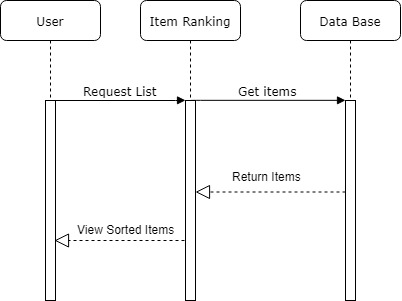 User
Item Ranking
Data Base
Request List
Get items
Return Items
View Sorted Items